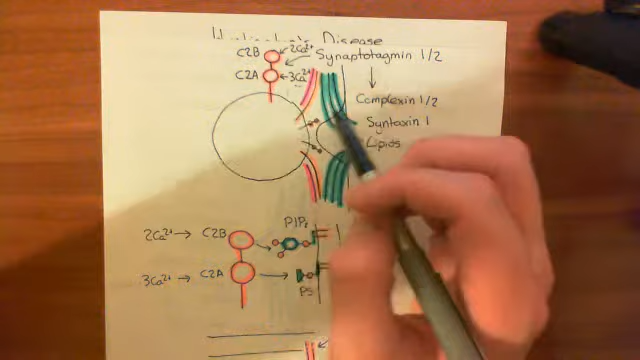 Disease
C2B
2Ca²⁺
Synaptotagmin 1/2
C2A
3Ca²⁺
Complexin 1/2
Syntaxin 1
Lipids
PIP₂
2Ca²⁺ → C2B
3Ca²⁺ → C2A
PS